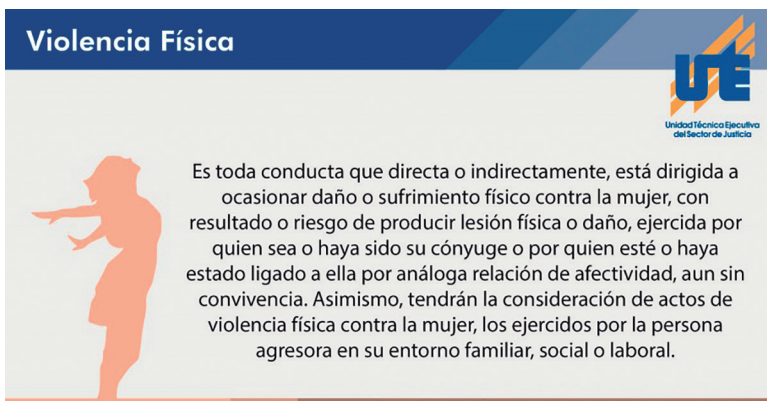 Violencia Física
UTE
Unidad Técnica Ejecutiva
del Sector de Justicia
Es toda conducta que directa o indirectamente, está dirigida a
ocasionar daño o sufrimiento físico contra la mujer, con
resultado o riesgo de producir lesión física o daño, ejercida por
quien sea o haya sido su cónyuge o por quien esté o haya
estado ligado a ella por análoga relación de afectividad, aun sin
convivencia. Asimismo, tendrán la consideración de actos de
violencia física contra la mujer, los ejercidos por la persona
agresora en su entorno familiar, social o laboral.